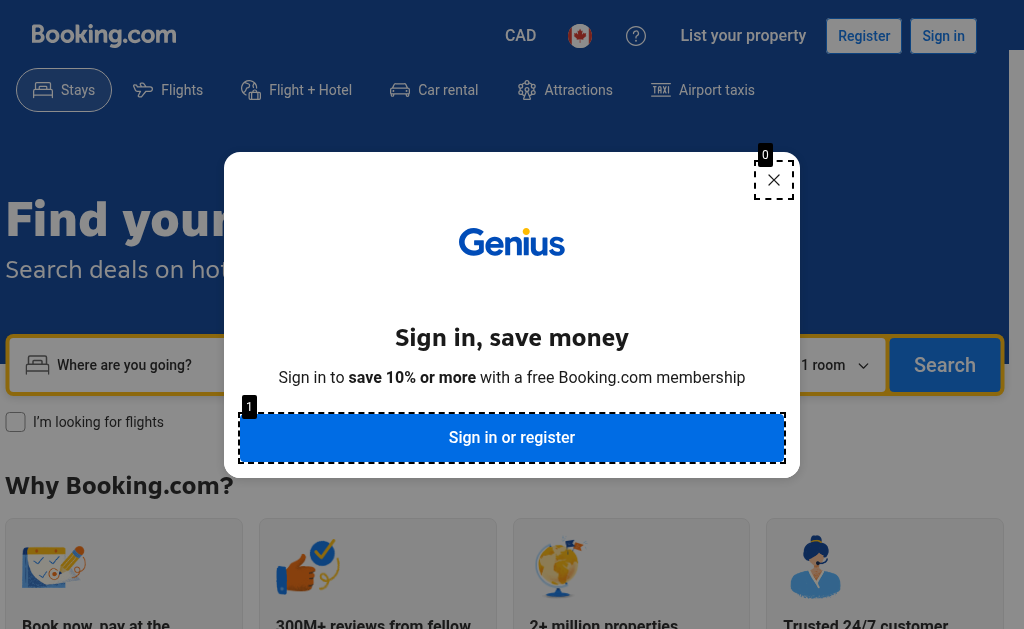 Booking.com
CAD
List your property
Register
Sign in
Stays
Flights
Flight + Hotel
Car rental
Attractions
TAXI
Airport taxis
0
Find your
Genius
Search deals on
Sign in, save money
Where are you going?
1 room
Search
Sign in to save 10% or more with a free Booking.com membership
1
I'm looking for flights
Sign in or register
Why Booking.com?
Book now, pay at the
300M+ reviews from fellow
2+ million properties
Trusted 24/7 customer